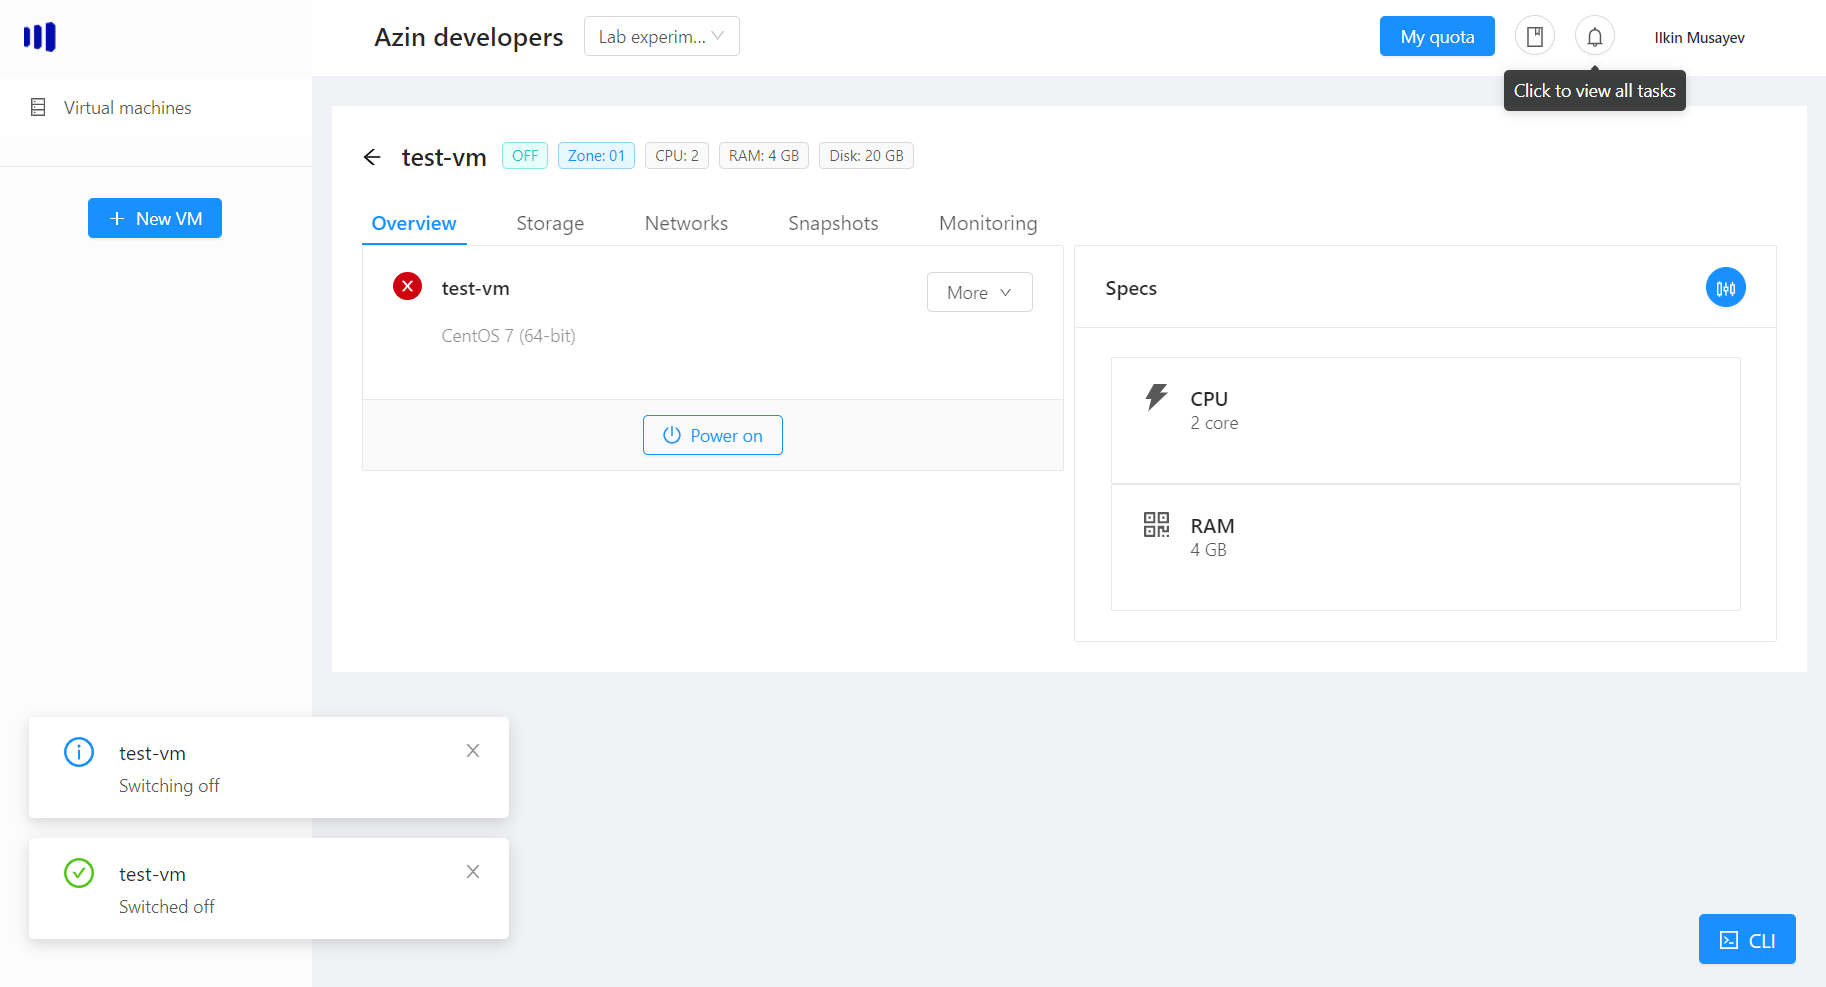 Azin developers
Lab experim...
My quota
Ilkin Musayev
Click to view all tasks
Virtual machines
New VM
test-vm
OFF
Zone: 01
CPU: 2
RAM: 4 GB
Disk: 20 GB
Overview
Storage
Networks
Snapshots
Monitoring
test-vm
More
CentOS 7 (64-bit)
Power on
Specs
CPU
2 core
RAM
4 GB
test-vm
Switching off
test-vm
Switched off
CLI